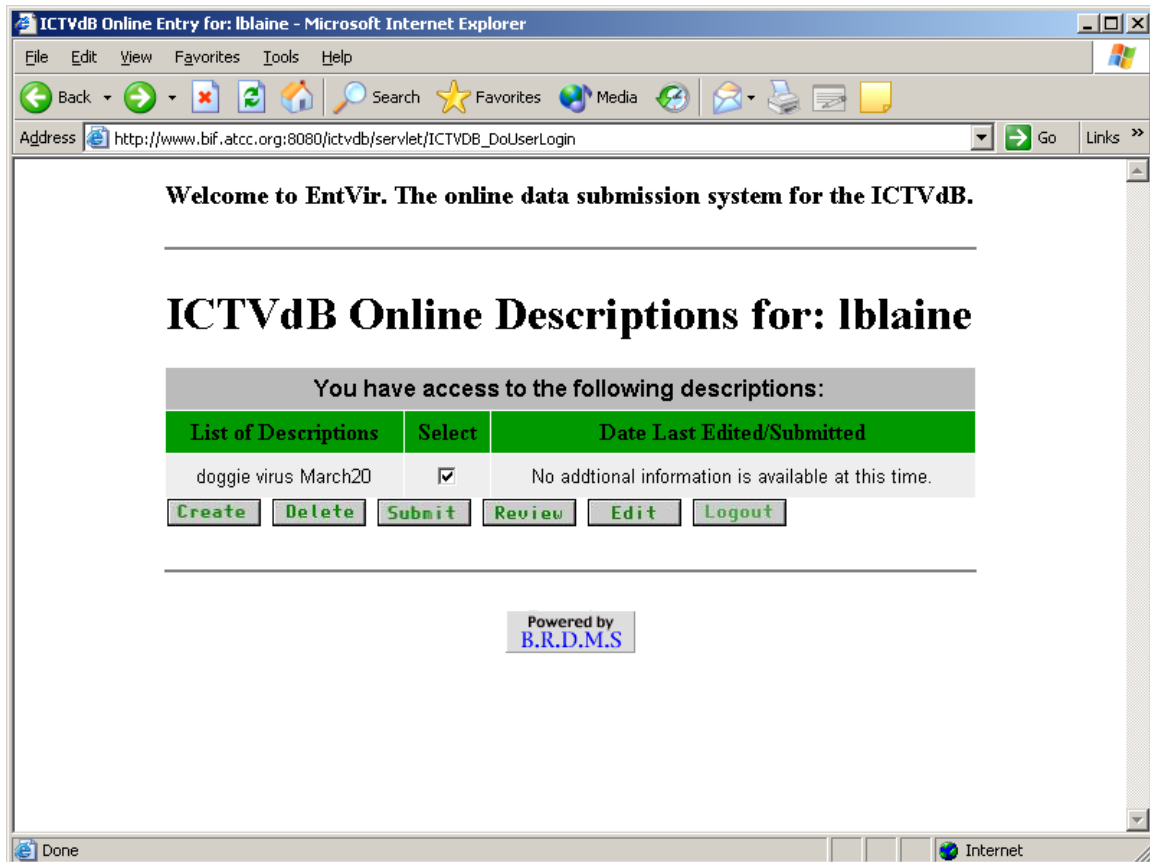 ICTVdB Online Entry for: lblaine - Microsoft Internet Explorer
File Edit View Favorites Tools Help
Back Search Favorites Media
Address http://www.bif.atcc.org:8080/ictvdb/servlet/ICTVDB_DoUserLogin Go Links »
Welcome to EntVir. The online data submission system for the ICTVdB.
ICTVdB Online Descriptions for: lblaine
You have access to the following descriptions:
List of Descriptions Select Date Last Edited/Submitted
doggie virus March20 No addtional information is available at this time.
Create Delete Submit Review Edit Logout
Powered by
B.R.D.M.S
Done Internet